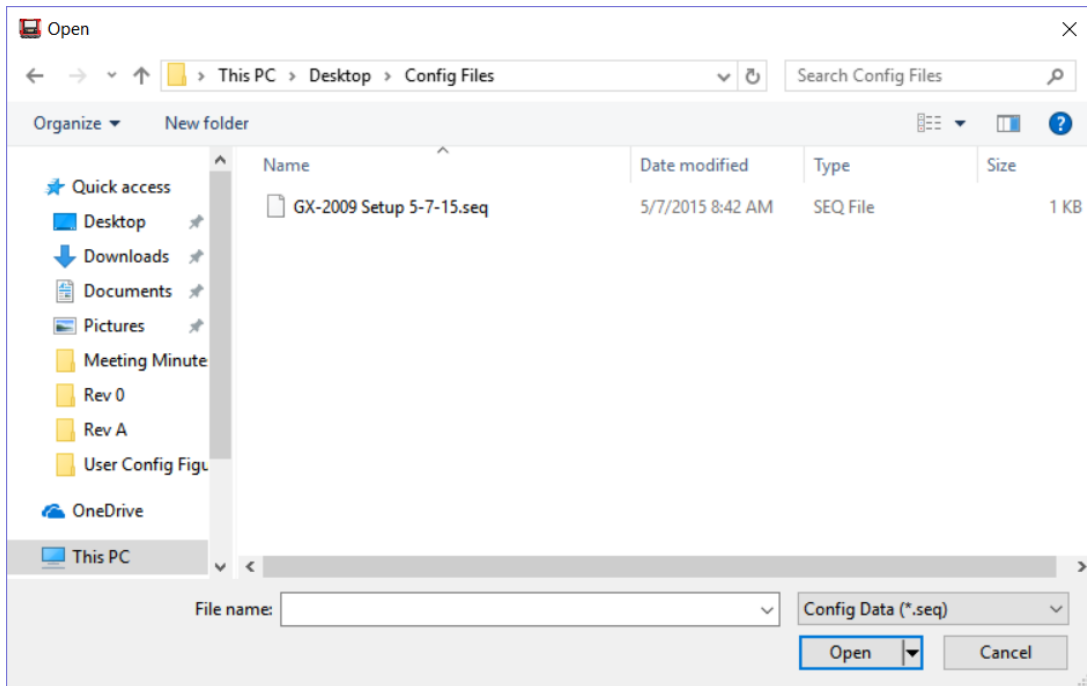 Open
This PC > Desktop > Config Files
Search Config Files
Organize
New folder
Name
Date modified
Type
Size
GX-2009 Setup 5-7-15.seq
5/7/2015 8:42 AM
SEQ File
1 KB
Quick access
Desktop
Downloads
Documents
Pictures
Meeting Minute
Rev 0
Rev A
User Config Figu
OneDrive
This PC
File name:
Config Data (*.seq)
Open
Cancel